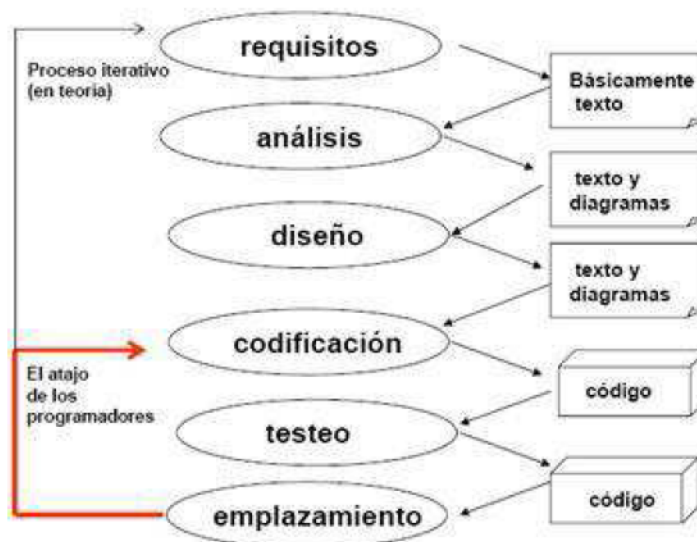 requisitos
Proceso iterativo
(en teoría)
Básicamente
texto
análisis
texto y
diagramas
diseño
texto y
diagramas
codificación
El atajo
de los
programadores
código
testeo
código
emplazamiento